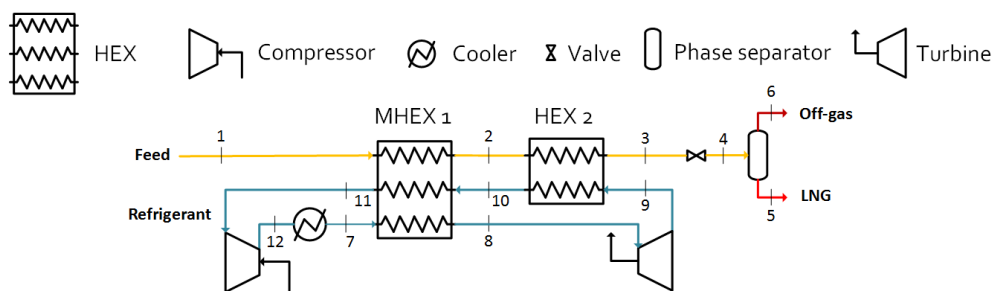 HEX
Compressor
Cooler
Valve
Phase separator
Turbine
MHEX 1
HEX 2
6
Off-gas
1
2
3
4
Feed
11
10
9
5
LNG
Refrigerant
12
7
8